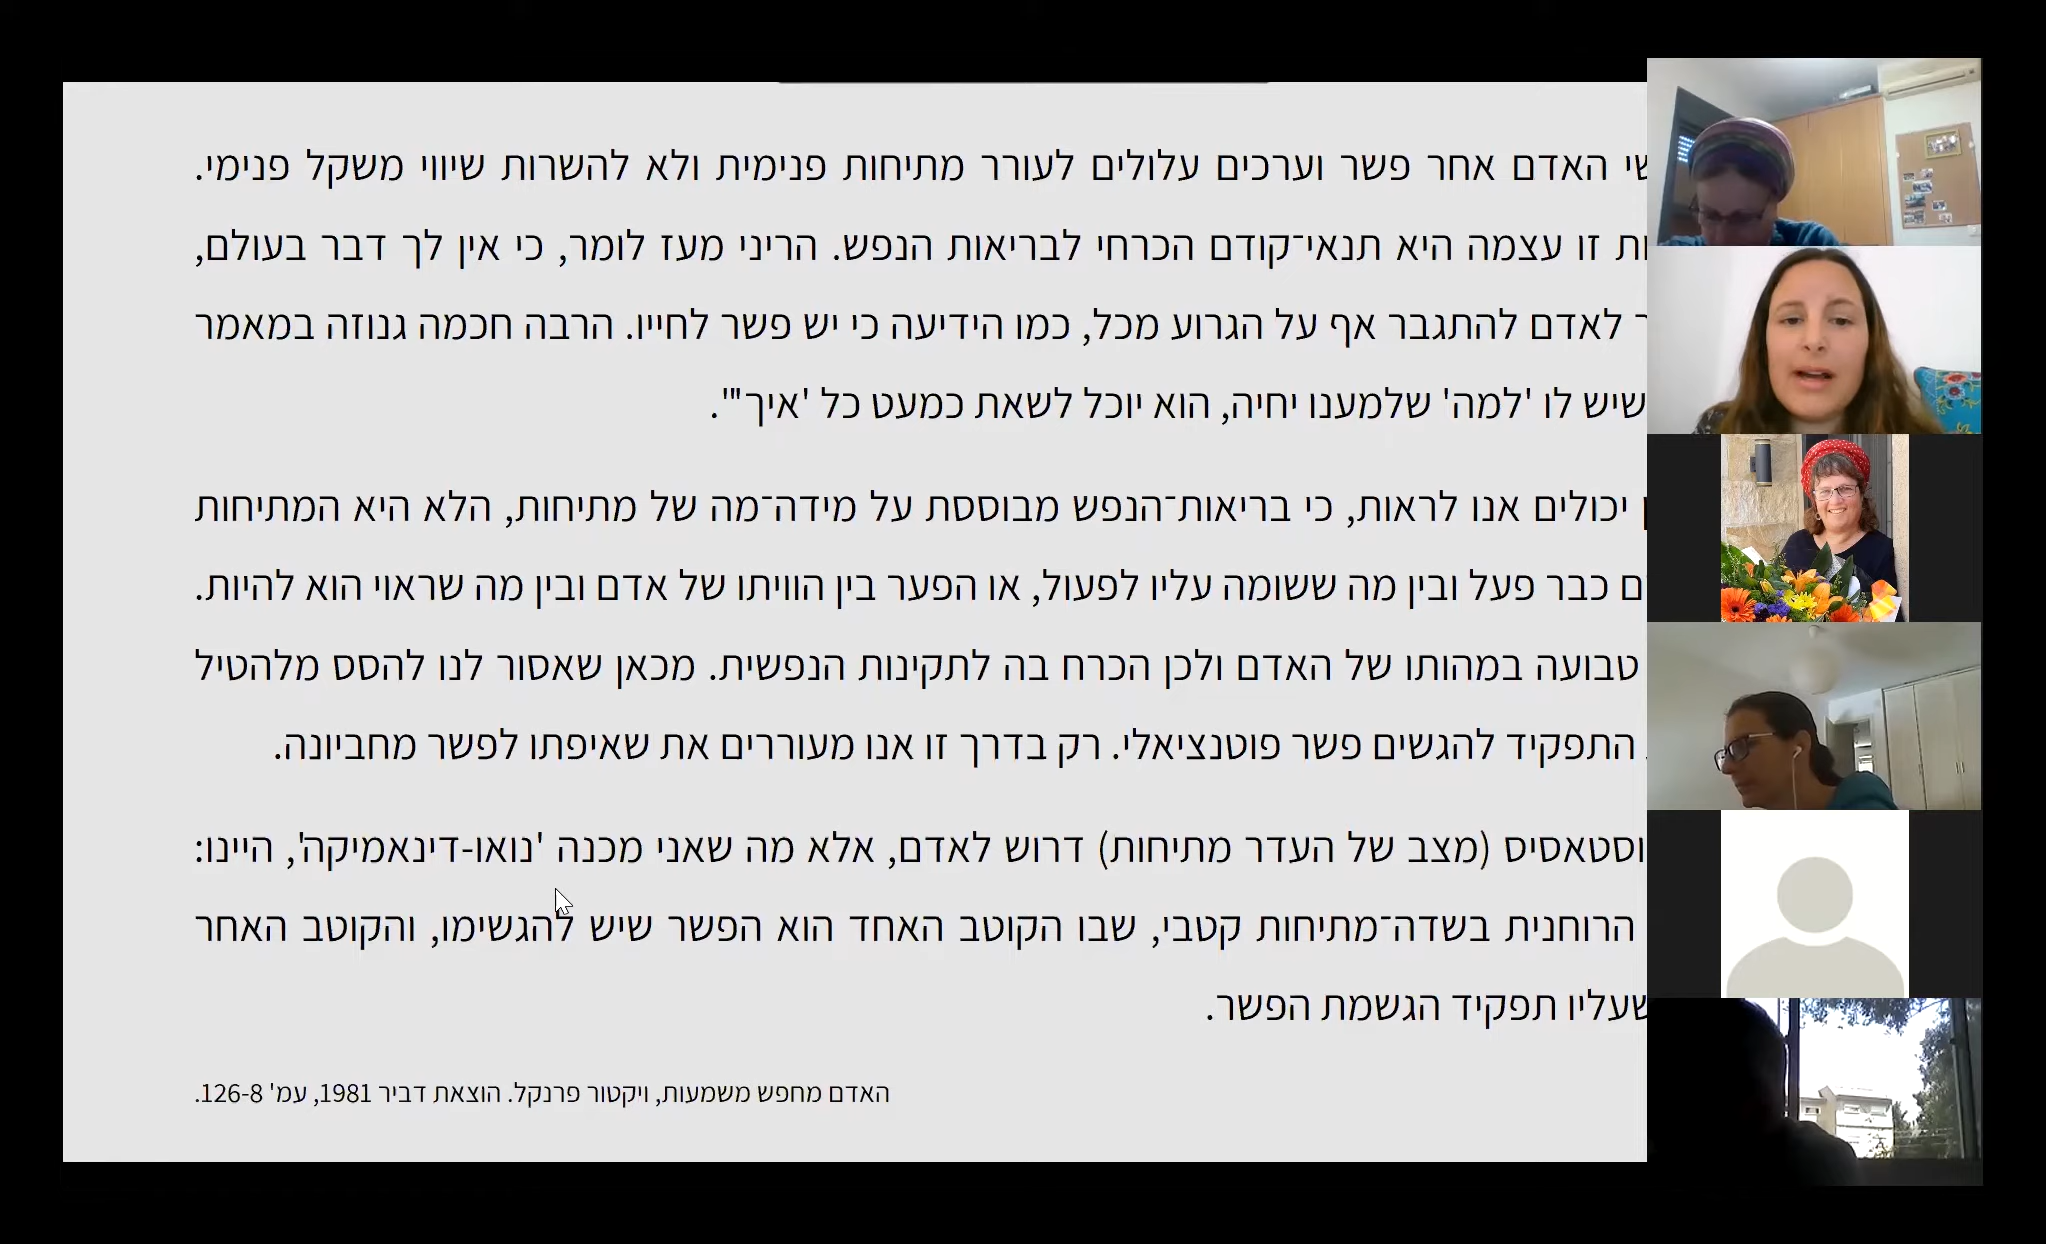 האדם אחר פשר וערכים עלולים לעורר מתיחות פנימית ולא להשרות שיווי משקל פנימי.
זו עצמה היא תנאי־קודם הכרחי לבריאות הנפש. הריני מעז לומר, כי אין לך דבר בעולם,
לאדם להתגבר אף על הגרוע מכל, כמו הידיעה כי יש פשר לחייו. הרבה חכמה גנוזה במאמר
שיש לו 'למה' שלמענו יחיה, הוא יוכל לשאת כמעט כל 'איך'".
יכולים אנו לראות, כי בריאות־הנפש מבוססת על מידה־מה של מתיחות, הלא היא המתיחות
כבר פעל ובין מה ששומה עליו לפעול, או הפער בין הוויתו של אדם ובין מה שראוי הוא להיות.
טבועה במהותו של האדם ולכן הכרח בה לתקינות הנפשית. מכאן שאסור לנו להסס מלהטיל
התפקיד להגשים פשר פוטנציאלי. רק בדרך זו אנו מעוררים את שאיפתו לפשר מחביונה.
וסטאסיס (מצב של העדר מתיחות) דרוש לאדם, אלא מה שאני מכנה 'נואו-דינאמיקה', היינו:
הרוחנית בשדה־מתיחות קטבי, שבו הקוטב האחד הוא הפשר שיש להגשימו, והקוטב האחר
שעליו תפקיד הגשמת הפשר.
האדם מחפש משמעות, ויקטור פרנקל. הוצאת דביר 1981, עמ' 126-8.